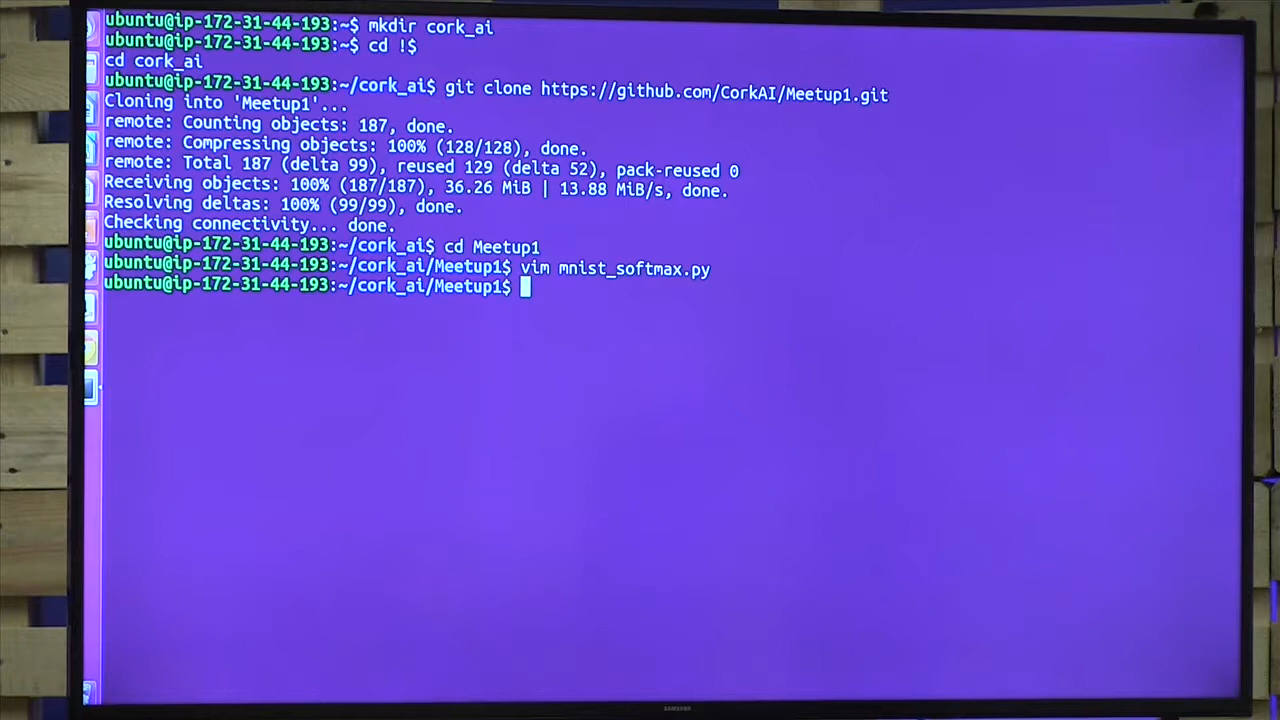 ubuntu@ip-172-31-44-193:~$ mkdir cork_ai
ubuntu@ip-172-31-44-193:~$ cd !$
cd cork_ai
ubuntu@ip-172-31-44-193:~/cork_ai$ git clone https://github.com/CorkAI/Meetup1.git
Cloning into 'Meetup1'...
remote: Counting objects: 187, done.
remote: Compressing objects: 100% (128/128), done.
remote: Total 187 (delta 99), reused 129 (delta 52), pack-reused 0
Receiving objects: 100% (187/187), 36.26 MiB | 13.88 MiB/s, done.
Resolving deltas: 100% (99/99), done.
Checking connectivity... done.
ubuntu@ip-172-31-44-193:~/cork_ai$ cd Meetup1
ubuntu@ip-172-31-44-193:~/cork_ai/Meetup1$ vim mnist_softmax.py
ubuntu@ip-172-31-44-193:~/cork_ai/Meetup1$
SAMSUNG